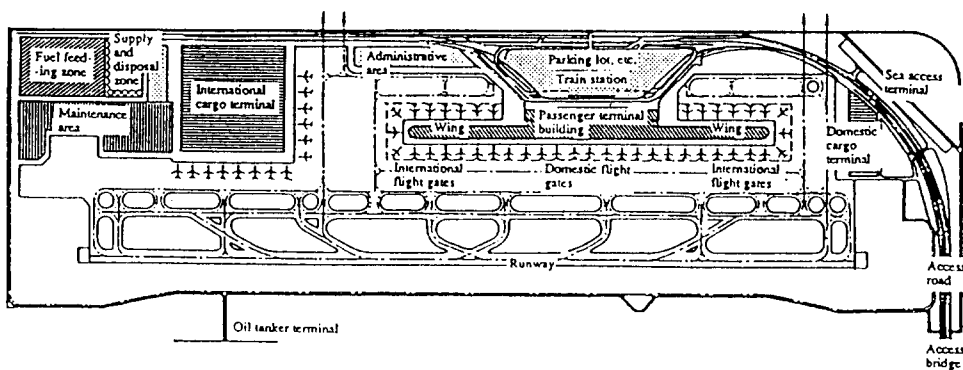 Fuel feed-
-ing zone
Supply
and
disposal
zone
Maintenance
area
International
cargo terminal
Administrative
area
Parking lot, etc.
Train station
Passenger terminal
building
Wing
Wing
International
flight gates
Domestic flight
gates
International
flight gates
Sea access
terminal
Domestic
cargo
terminal
Runway
Access
road
Access
bridge
Oil tanker terminal